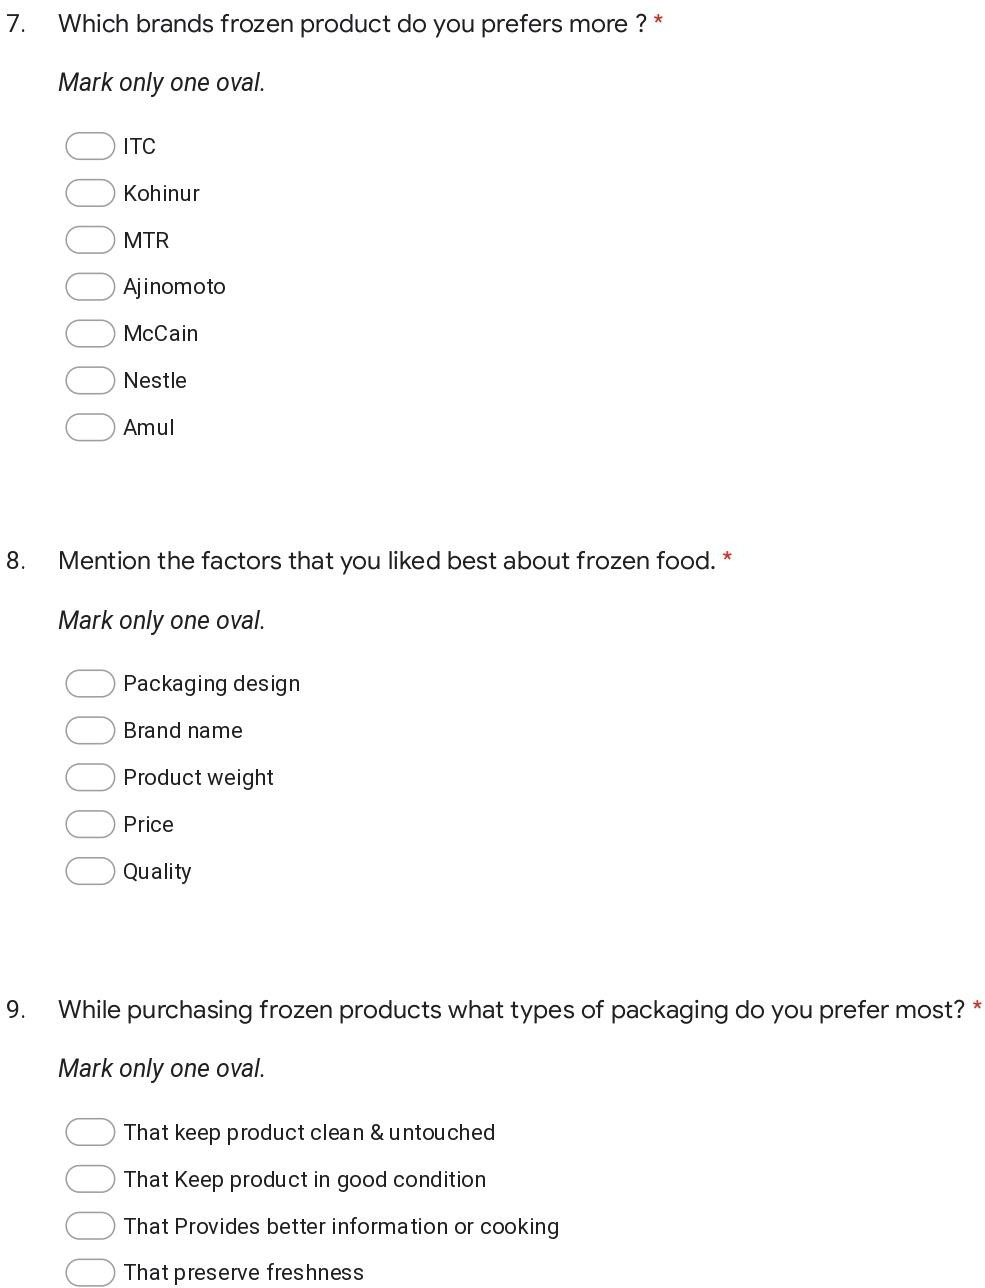 7. Which brands frozen product do you prefers more ? *
Mark only one oval.
ITC
Kohinur
MTR
Ajinomoto
McCain
Nestle
Amul
8. Mention the factors that you liked best about frozen food. *
Mark only one oval.
Packaging design
Brand name
Product weight
Price
Quality
9. While purchasing frozen products what types of packaging do you prefer most? *
Mark only one oval.
That keep product clean & untouched
That Keep product in good condition
That Provides better information or cooking
That preserve freshness